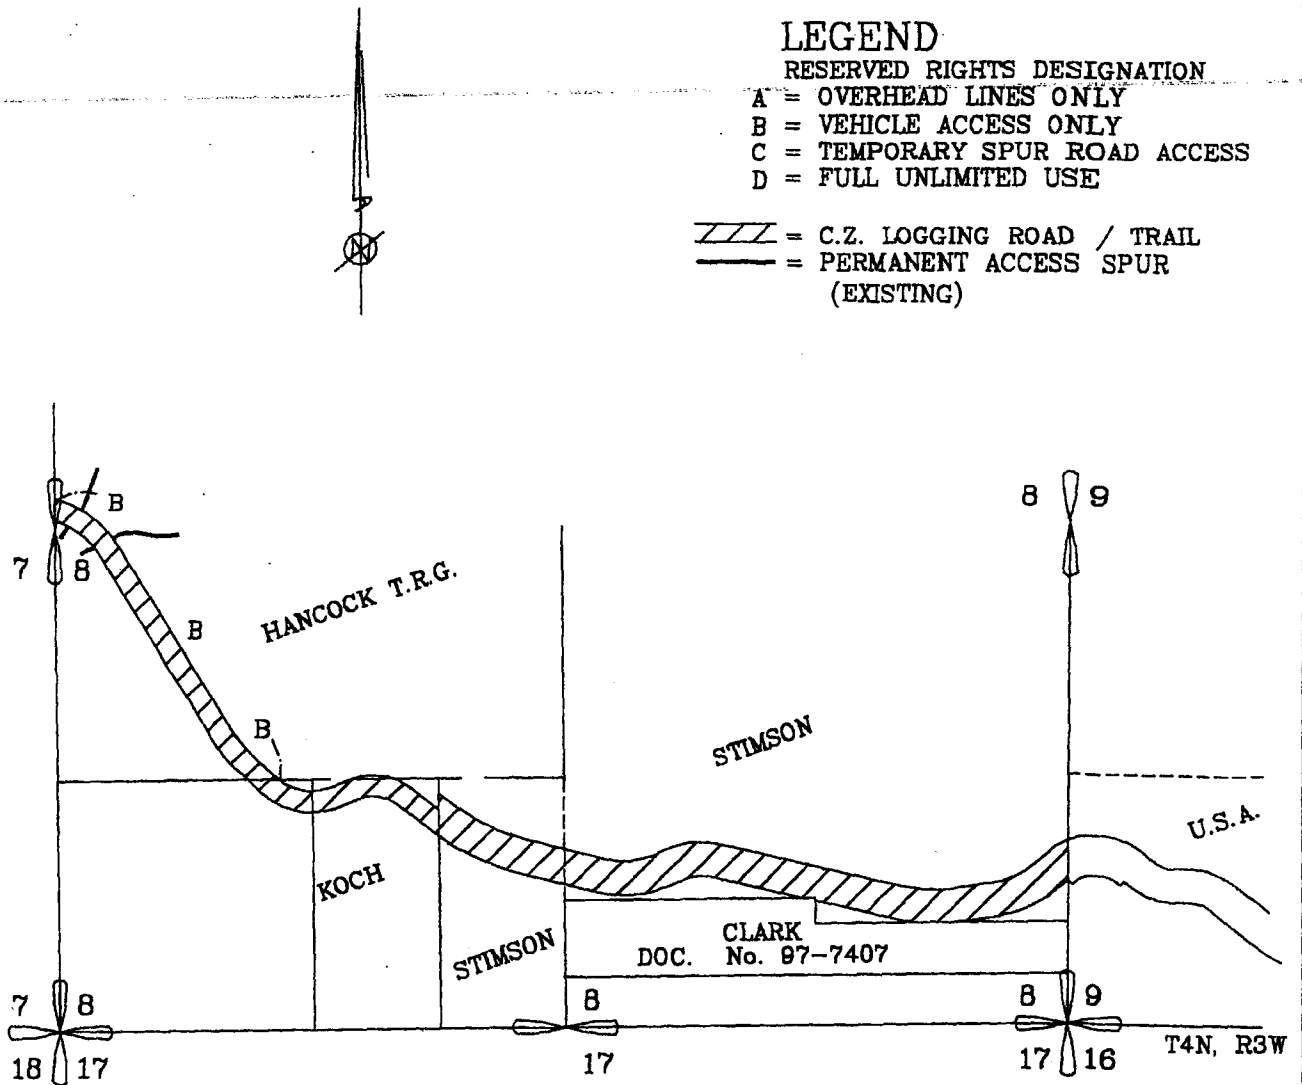 LEGEND
RESERVED RIGHTS DESIGNATION
A = OVERHEAD LINES ONLY
B = VEHICLE ACCESS ONLY
C = TEMPORARY SPUR ROAD ACCESS
D = FULL UNLIMITED USE
= C.Z. LOGGING ROAD / TRAIL
= PERMANENT ACCESS SPUR
(EXISTING)
N
B
8 9
7 8
HANCOCK T.R.G.
B
B
STIMSON
U.S.A.
KOCH
STIMSON
CLARK
DOC. No. 97-7407
7 8
8
8 9
18 17
17
17 16
T4N, R3W